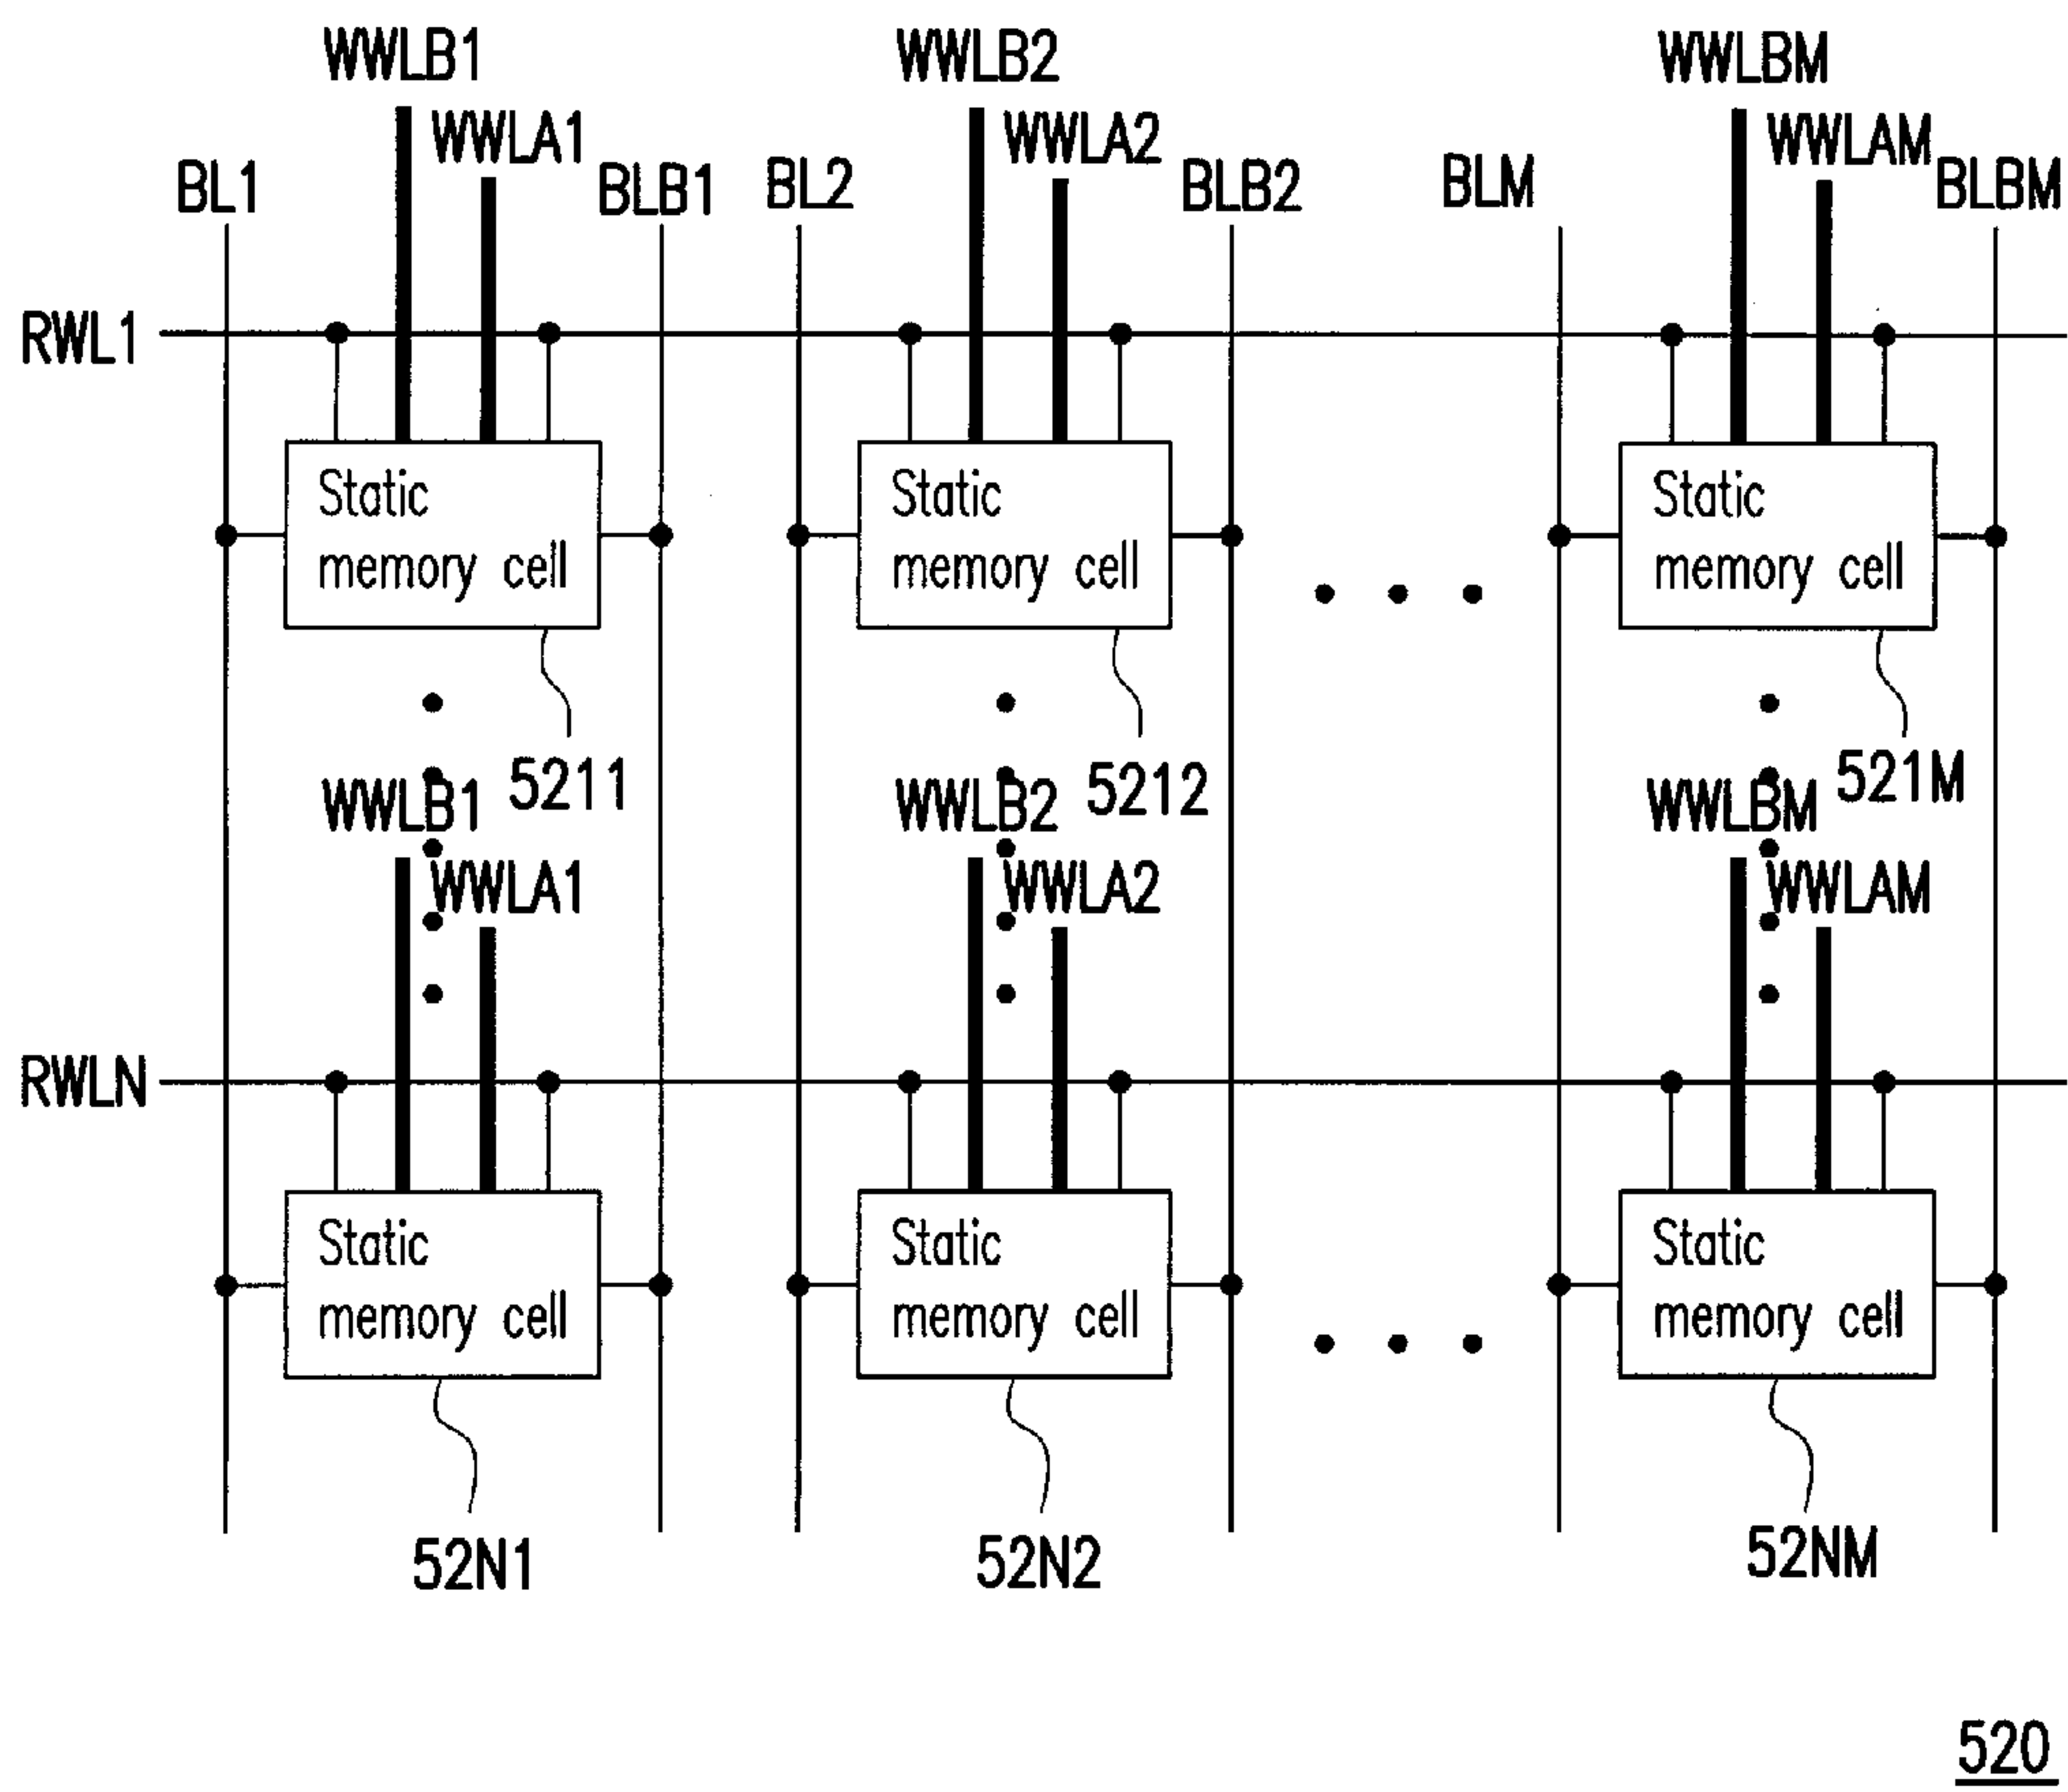 WWLB1 WWLB2 WWLBM
WWLA1 WWLA2 WWLAM
BL1 BLB1 BL2 BLB2 BLM BLBM
RWL1
Static Static Static
memory cell memory cell memory cell
5211 5212 521M
WWLB1 WWLB2 WWLBM
WWLA1 WWLA2 WWLAM
RWLN
Static Static Static
memory cell memory cell memory cell
52N1 52N2 52NM
520